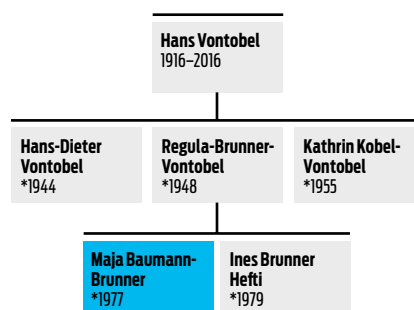 Hans Vontobel
1916–2016
Hans-Dieter
Vontobel
*1944
Regula-Brunner-
Vontobel
*1948
Kathrin Kobel-
Vontobel
*1955
Maja Baumann-
Brunner
*1977
Ines Brunner
Hefti
*1979